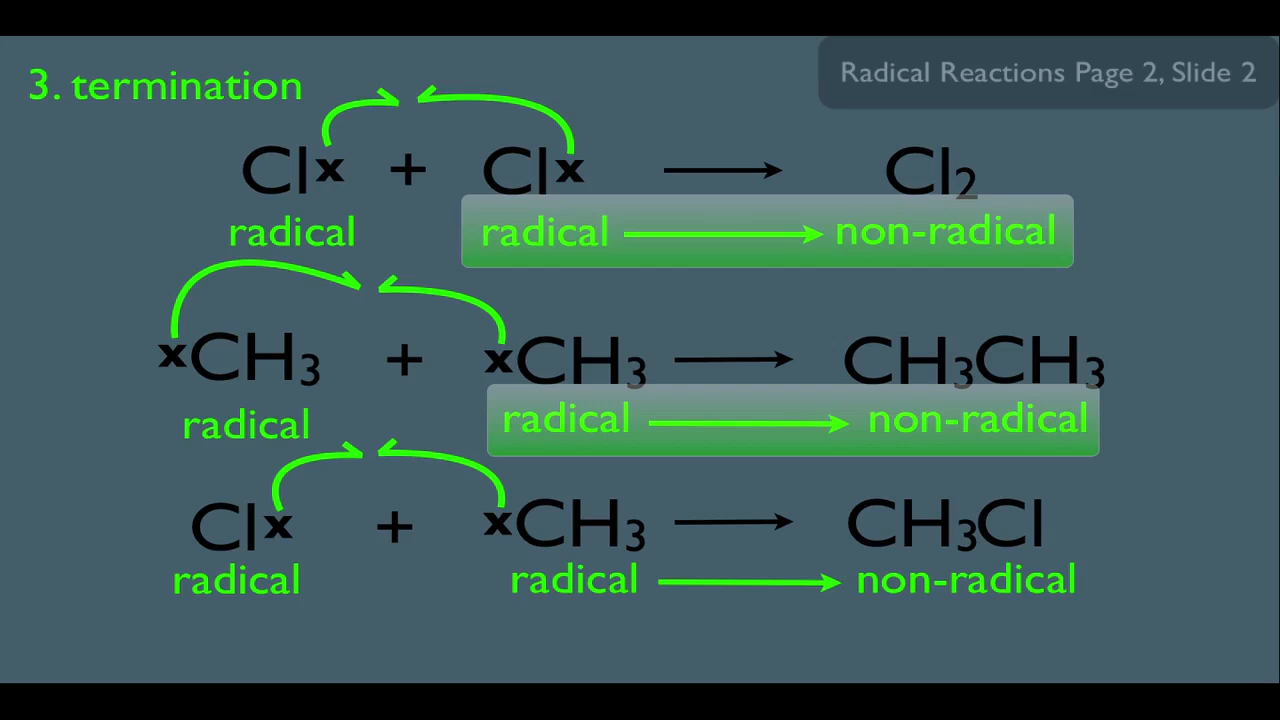 Radical Reactions Page 2, Slide 2
3. termination
Clx + Clx → Cl₂
radical radical → non-radical
xCH₃ + xCH₃ → CH₃CH₃
radical radical → non-radical
Clx + xCH₃ → CH₃Cl
radical radical → non-radical